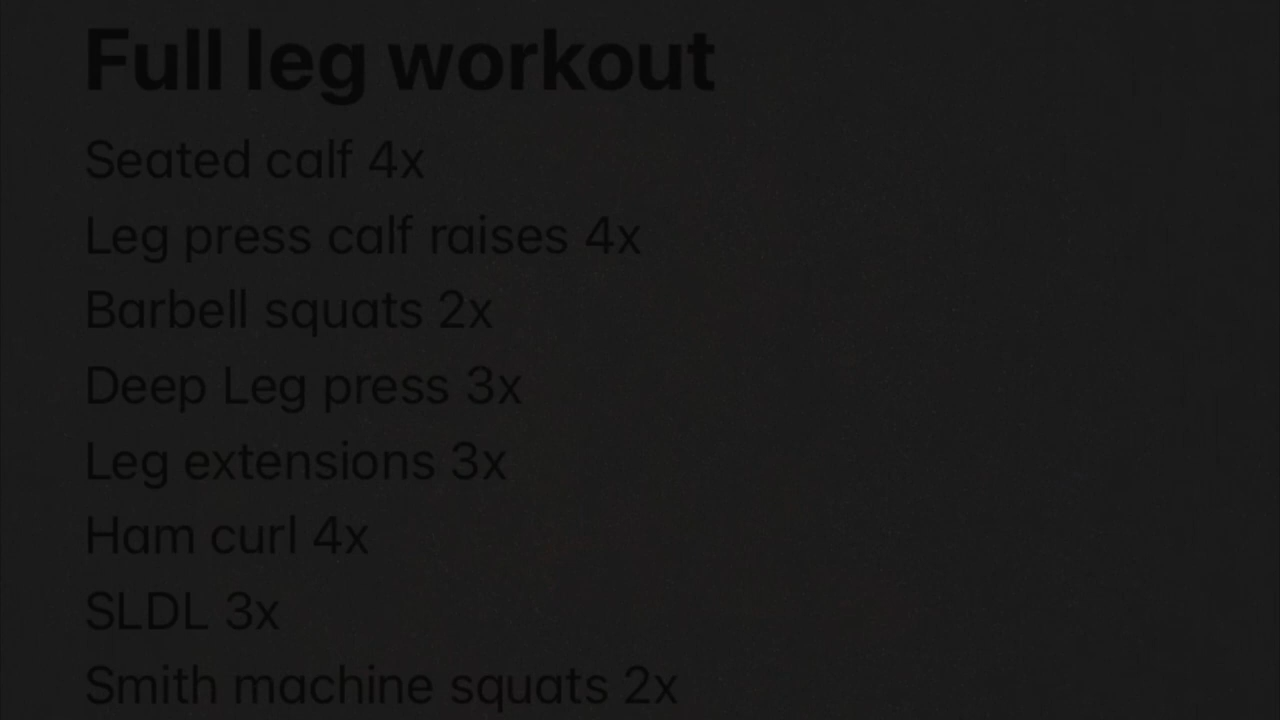 Full leg workout
Seated calf 4x
Leg press calf raises 4x
Barbell squats 2x
Deep Leg press 3x
Leg extensions 3x
Ham curl 4x
SLDL 3x
Smith machine squats 2x